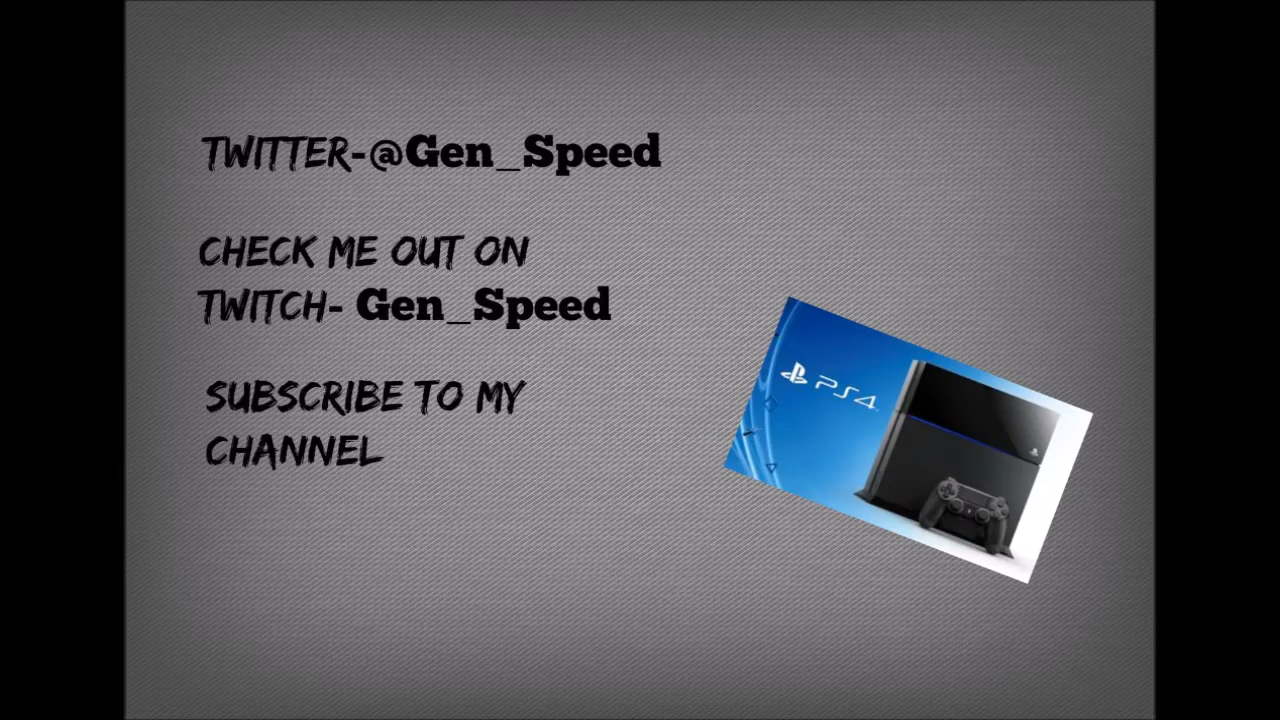 TWITTER-@Gen_Speed
CHECK ME OUT ON
TWITCH- Gen_Speed
SUBSCRIBE TO MY
CHANNEL
PS4